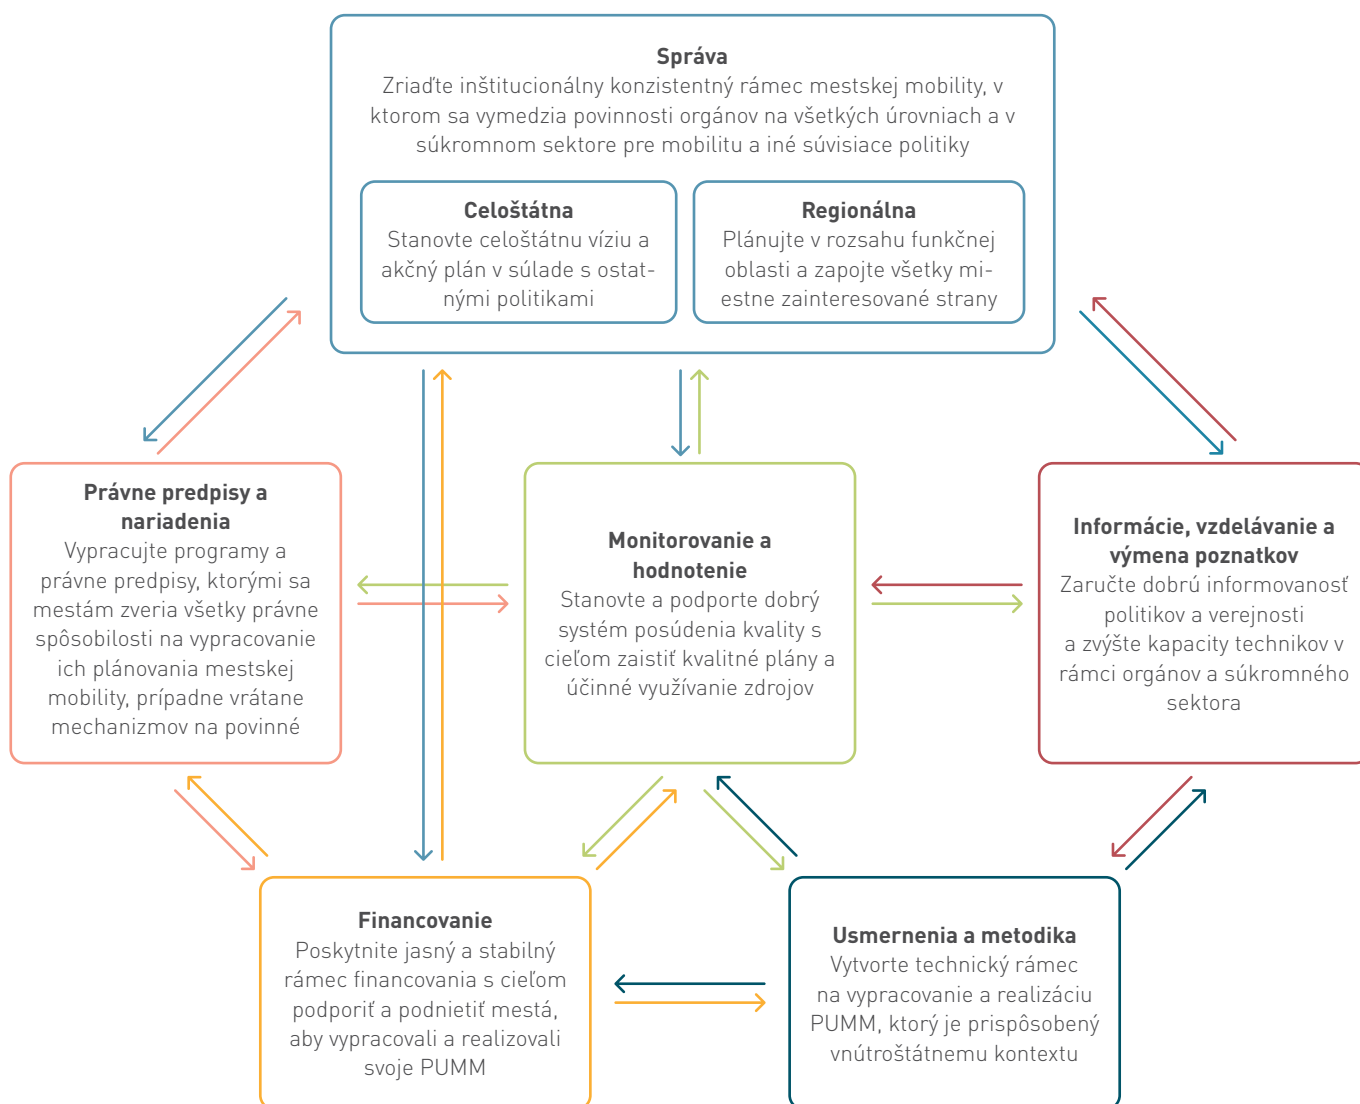 Správa
Zriaďte inštitucionálny konzistentný rámec mestskej mobility, v
ktorom sa vymedzia povinnosti orgánov na všetkých úrovniach a v
súkromnom sektore pre mobilitu a iné súvisiace politiky
Celoštátna
Stanovte celoštátnu víziu a
akčný plán v súlade s ostat-
nými politikami
Regionálna
Plánujte v rozsahu funkčnej
oblasti a zapojte všetky mi-
estne zainteresované strany
Právne predpisy a
nariadenia
Vypracujte programy a
právne predpisy, ktorými sa
mestám zveria všetky právne
spôsobilosti na vypracovanie
ich plánovania mestskej
mobility, prípadne vrátane
mechanizmov na povinné
Monitorovanie a
hodnotenie
Stanovte a podporte dobrý
systém posúdenia kvality s
cieľom zaistiť kvalitné plány a
účinné využívanie zdrojov
Informácie, vzdelávanie a
výmena poznatkov
Zaručte dobrú informovanosť
politikov a verejnosti
a zvýšte kapacity technikov v
rámci orgánov a súkromného
sektora
Financovanie
Poskytnite jasný a stabilný
rámec financovania s cieľom
podporiť a podnietiť mestá,
aby vypracovali a realizovali
svoje PUMM
Usmernenia a metodika
Vytvorte technický rámec
na vypracovanie a realizáciu
PUMM, ktorý je prispôsobený
vnútroštátnemu kontextu